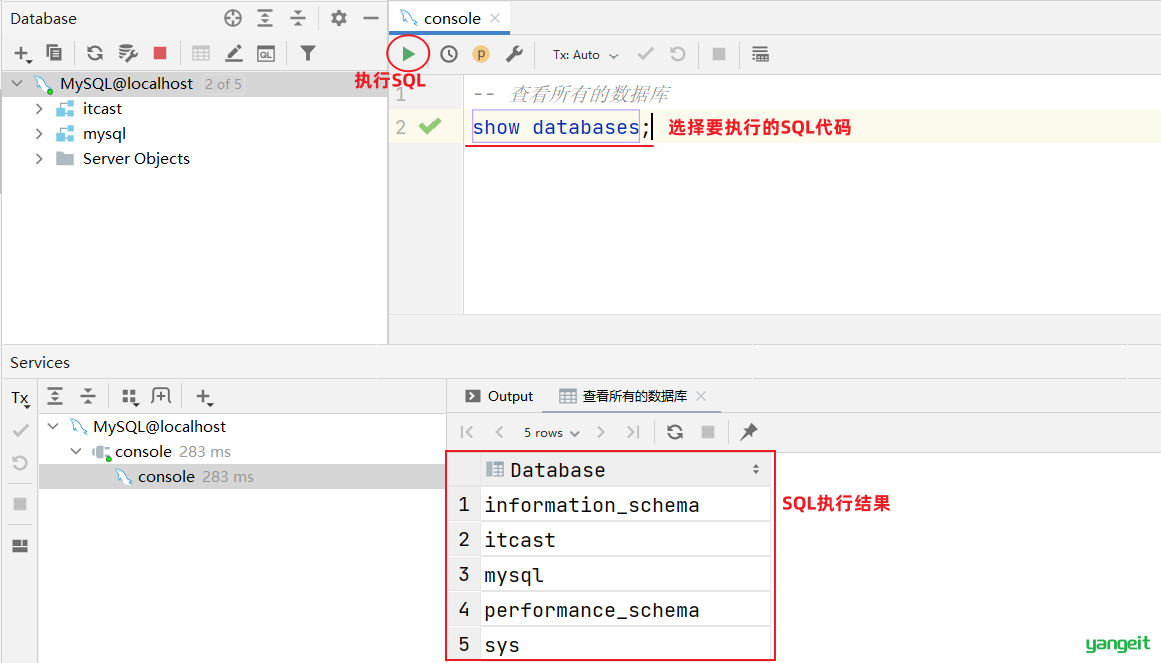 Database
console
Tx: Auto
MySQL@localhost 2 of 5
执行SQL
itcast
mysql
Server Objects
1 -- 查看所有的数据库
2 show databases; 选择要执行的SQL代码
Services
Tx
Output 查看所有的数据库
MySQL@localhost
5 rows
console 283 ms
console 283 ms
Database
1 information_schema
SQL执行结果
2 itcast
3 mysql
4 performance_schema
5 sys
yangeit